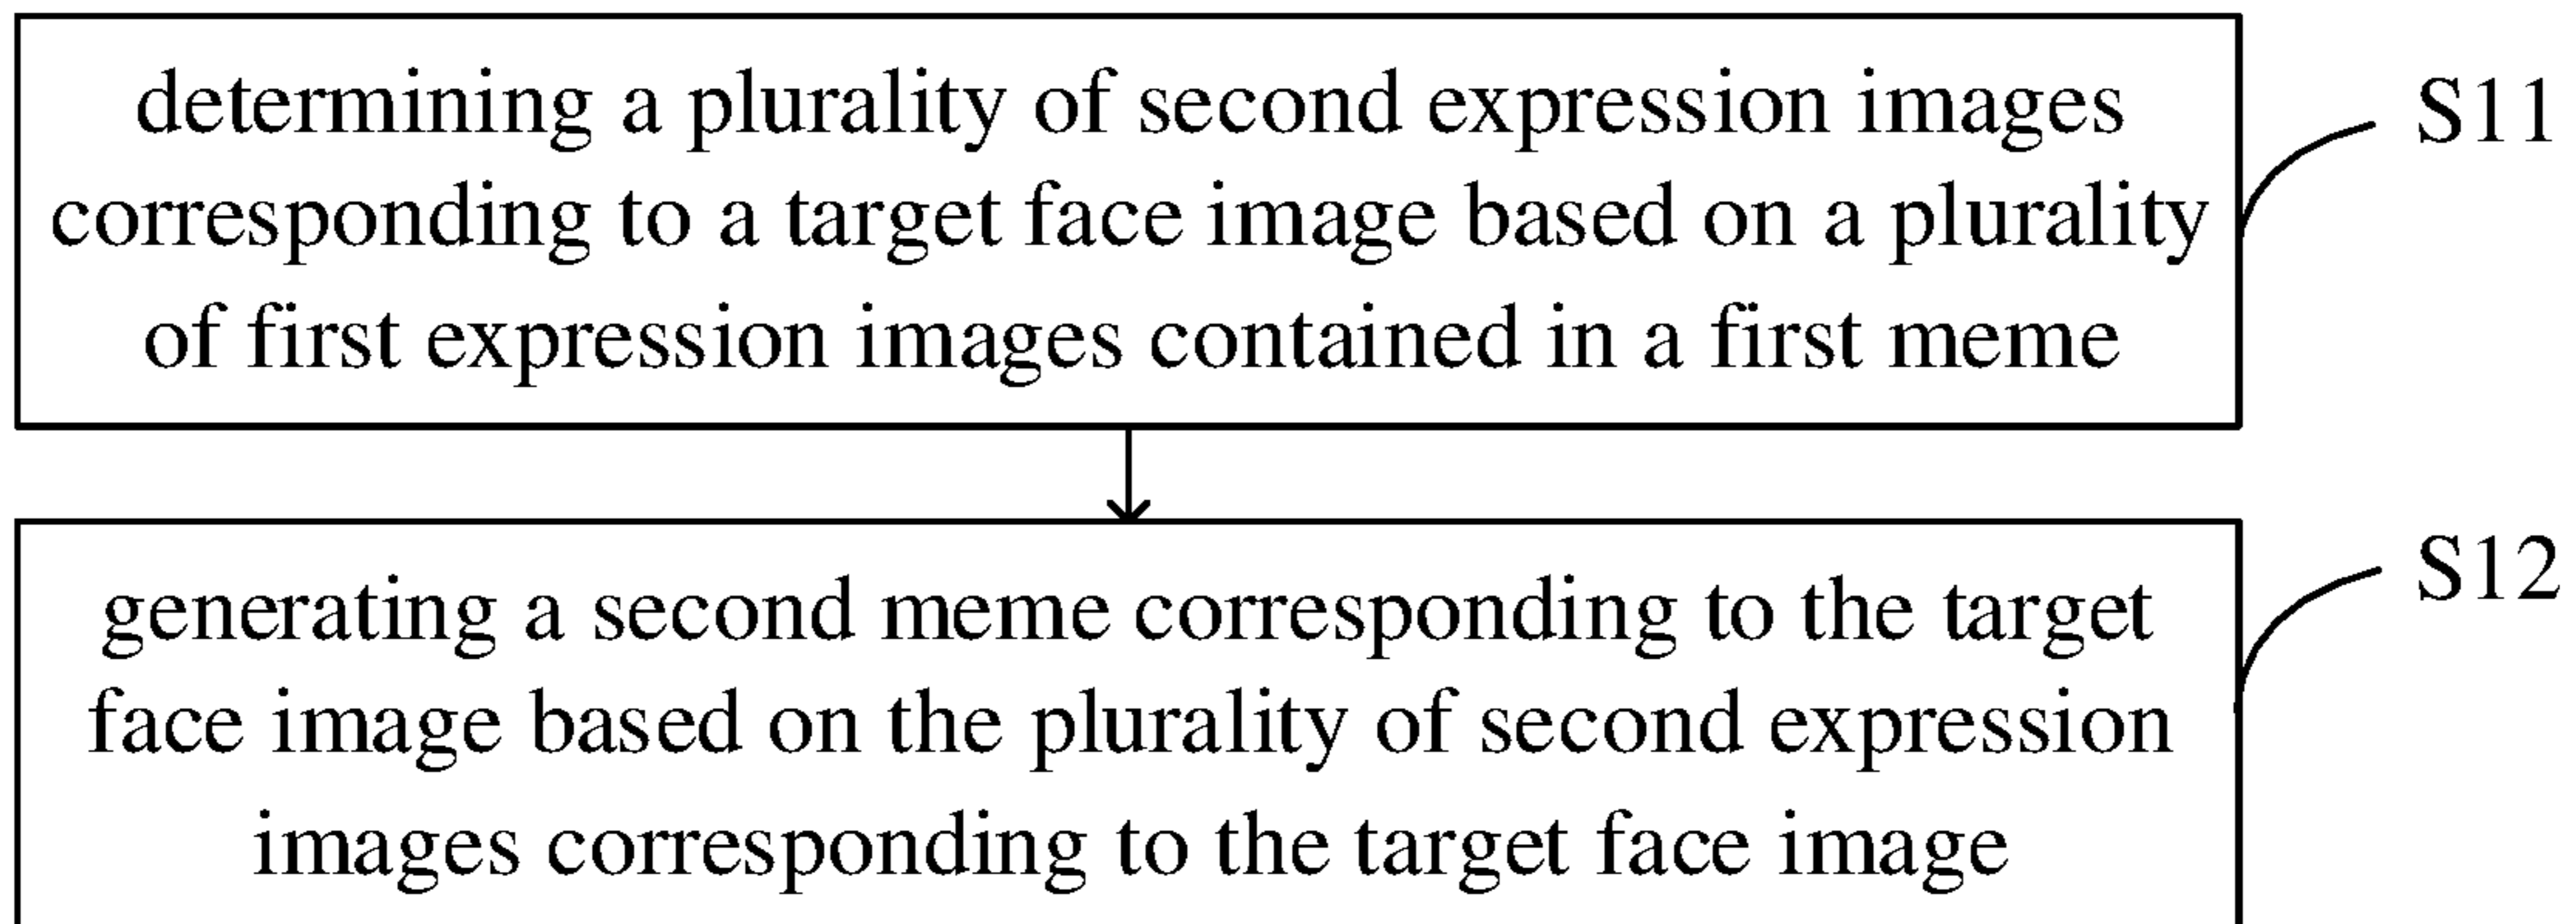 determining a plurality of second expression images
corresponding to a target face image based on a plurality
of first expression images contained in a first meme
S11
generating a second meme corresponding to the target
face image based on the plurality of second expression
images corresponding to the target face image
S12